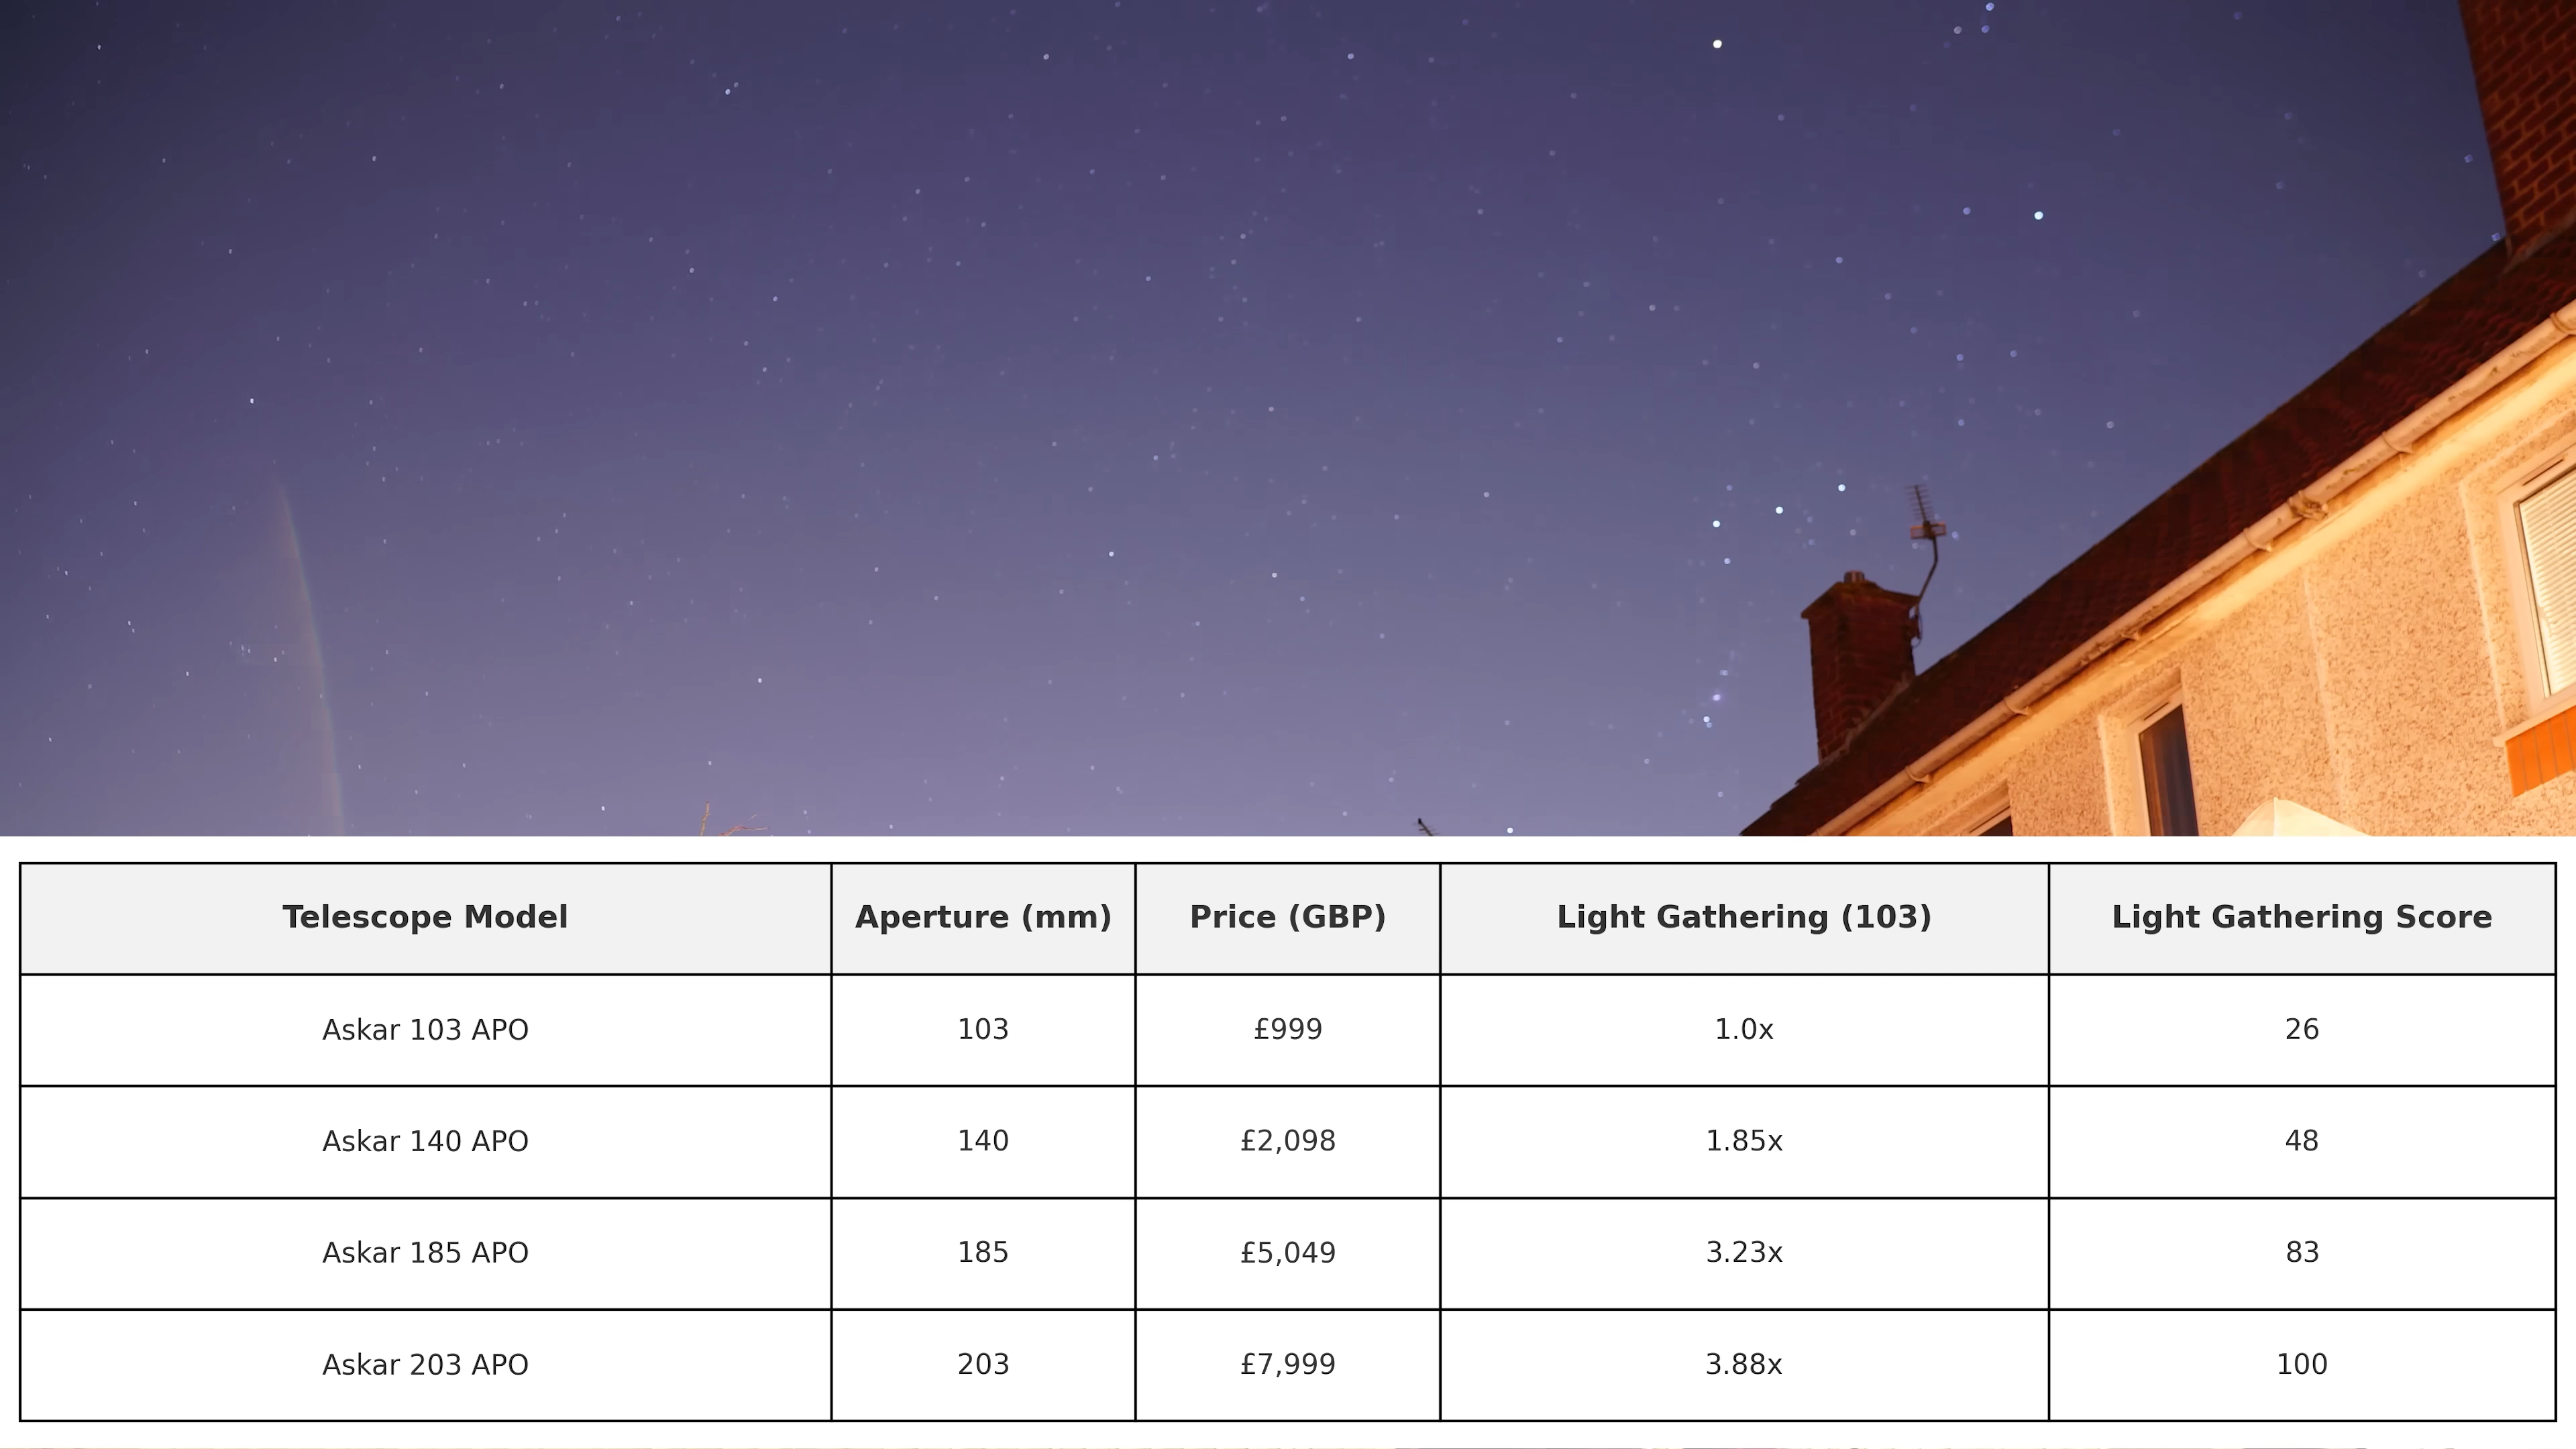 Telescope Model Aperture (mm) Price (GBP) Light Gathering (103) Light Gathering Score
Askar 103 APO 103 £999 1.0x 26
Askar 140 APO 140 £2,098 1.85x 48
Askar 185 APO 185 £5,049 3.23x 83
Askar 203 APO 203 £7,999 3.88x 100